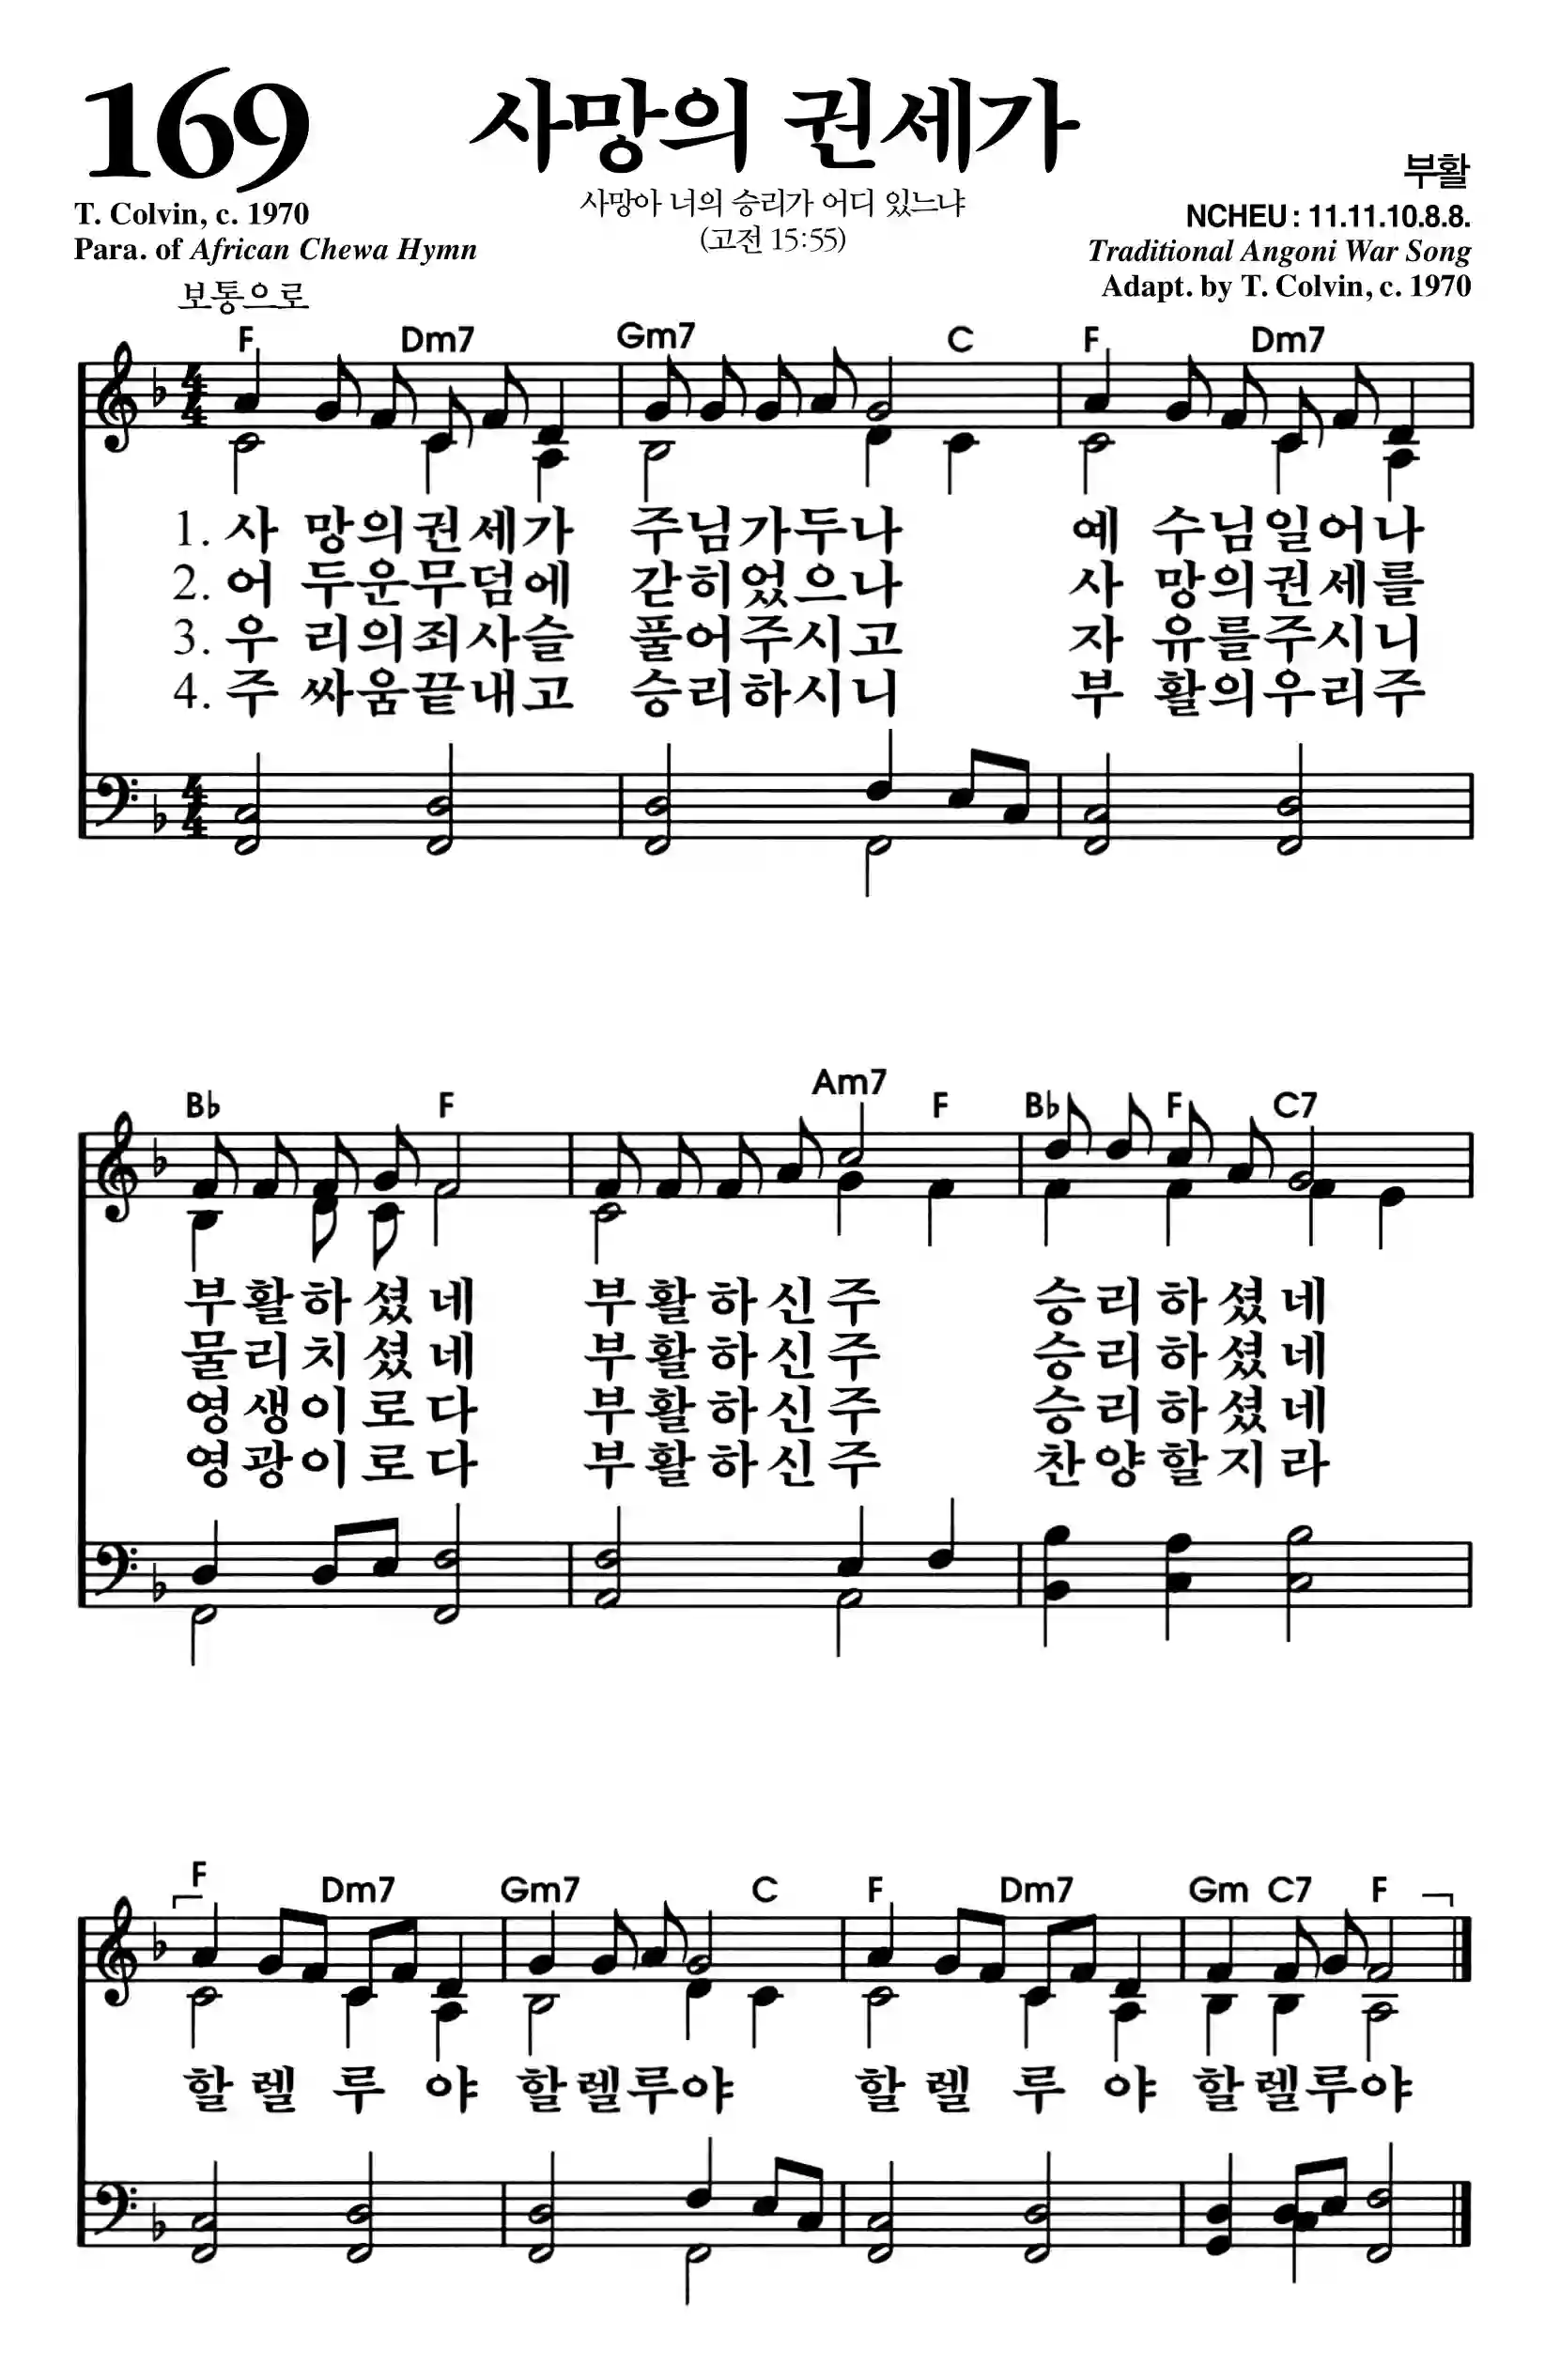 169
사망의 권세가
부활
사망아 너의 승리가 어디 있느냐
(고전 15:55)
T. Colvin, c. 1970
Para. of African Chewa Hymn
NCHEU : 11.11.10.8.8.
Traditional Angoni War Song
Adapt. by T. Colvin, c. 1970
보통으로
F Dm7 Gm7 C F Dm7
1. 사 망의권세가 주님가두나 예 수님일어나
2. 어 두운무덤에 갇히었으나 사 망의권세를
3. 우 리의죄사슬 풀어주시고 자 유를주시니
4. 주 싸움끝내고 승리하시니 부 활의우리주
B♭ F Am7 F B♭ F C7
부활하셨네 부활하신주 승리하셨네
물리치셨네 부활하신주 승리하셨네
영생이로다 부활하신주 승리하셨네
영광이로다 부활하신주 찬양할지라
F Dm7 Gm7 C F Dm7 Gm C7 F
할렐루야 할렐루야 할렐루야 할렐루야